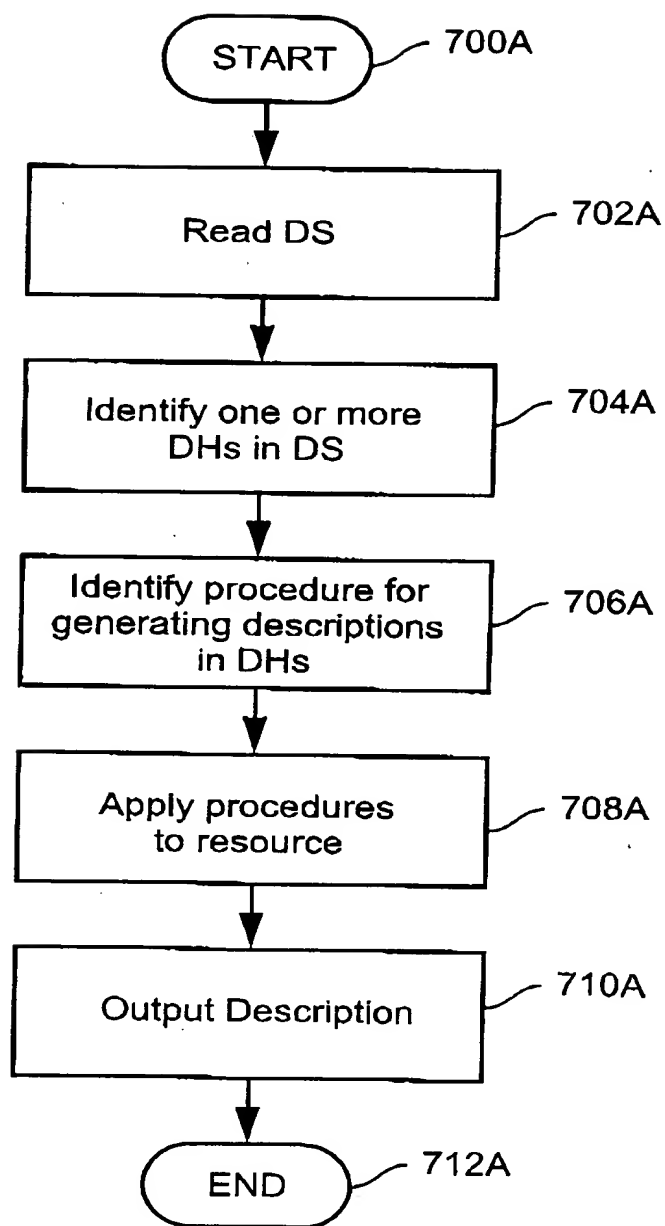 START
700A
Read DS
702A
Identify one or more
DHs in DS
704A
Identify procedure for
generating descriptions
in DHs
706A
Apply procedures
to resource
708A
Output Description
710A
END
712A